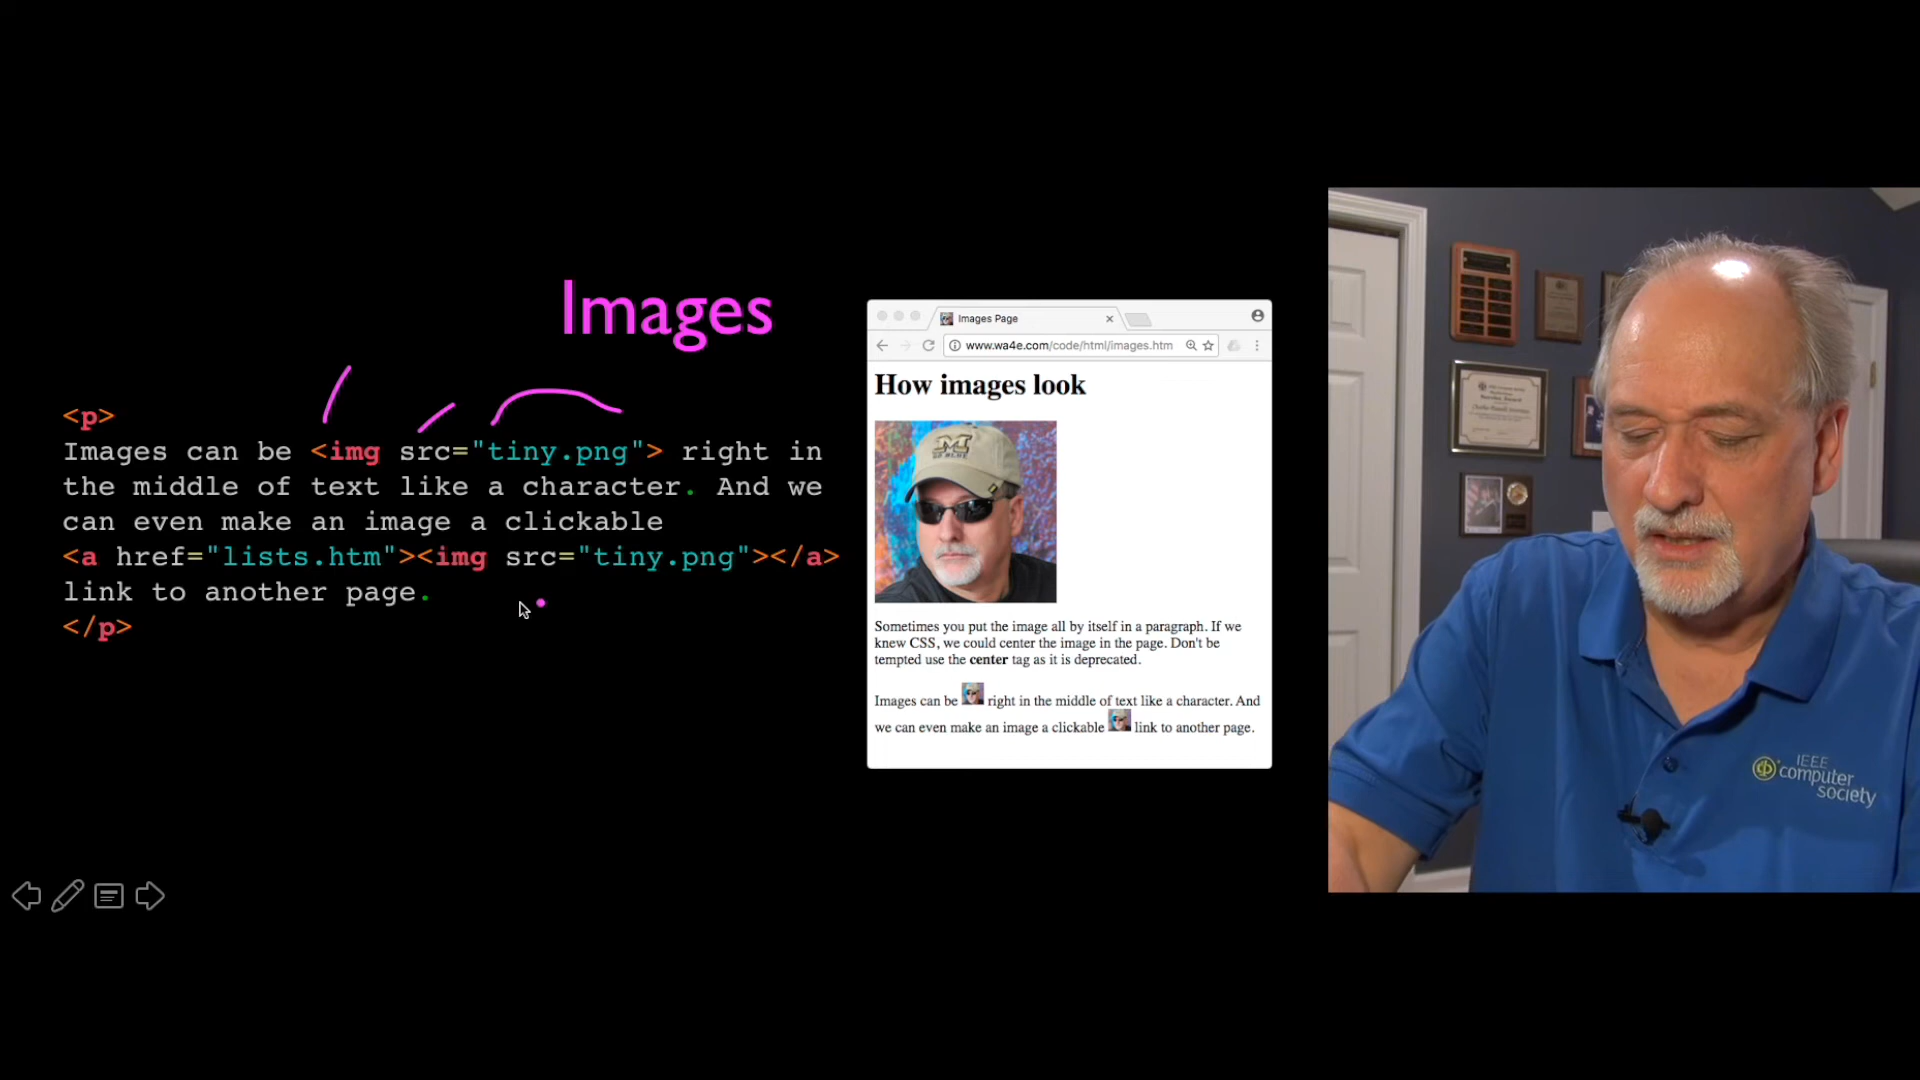 Images
<p>
Images can be <img src="tiny.png"> right in
the middle of text like a character. And we
can even make an image a clickable
<a href="lists.htm"><img src="tiny.png"></a>
link to another page.
</p>
Images Page
www.wa4e.com/code/html/images.htm
How images look
M
GO BLUE
Sometimes you put the image all by itself in a paragraph. If we
knew CSS, we could center the image in the page. Don't be
tempted use the center tag as it is deprecated.
Images can be right in the middle of text like a character. And
we can even make an image a clickable link to another page.
IEEE
computer
society